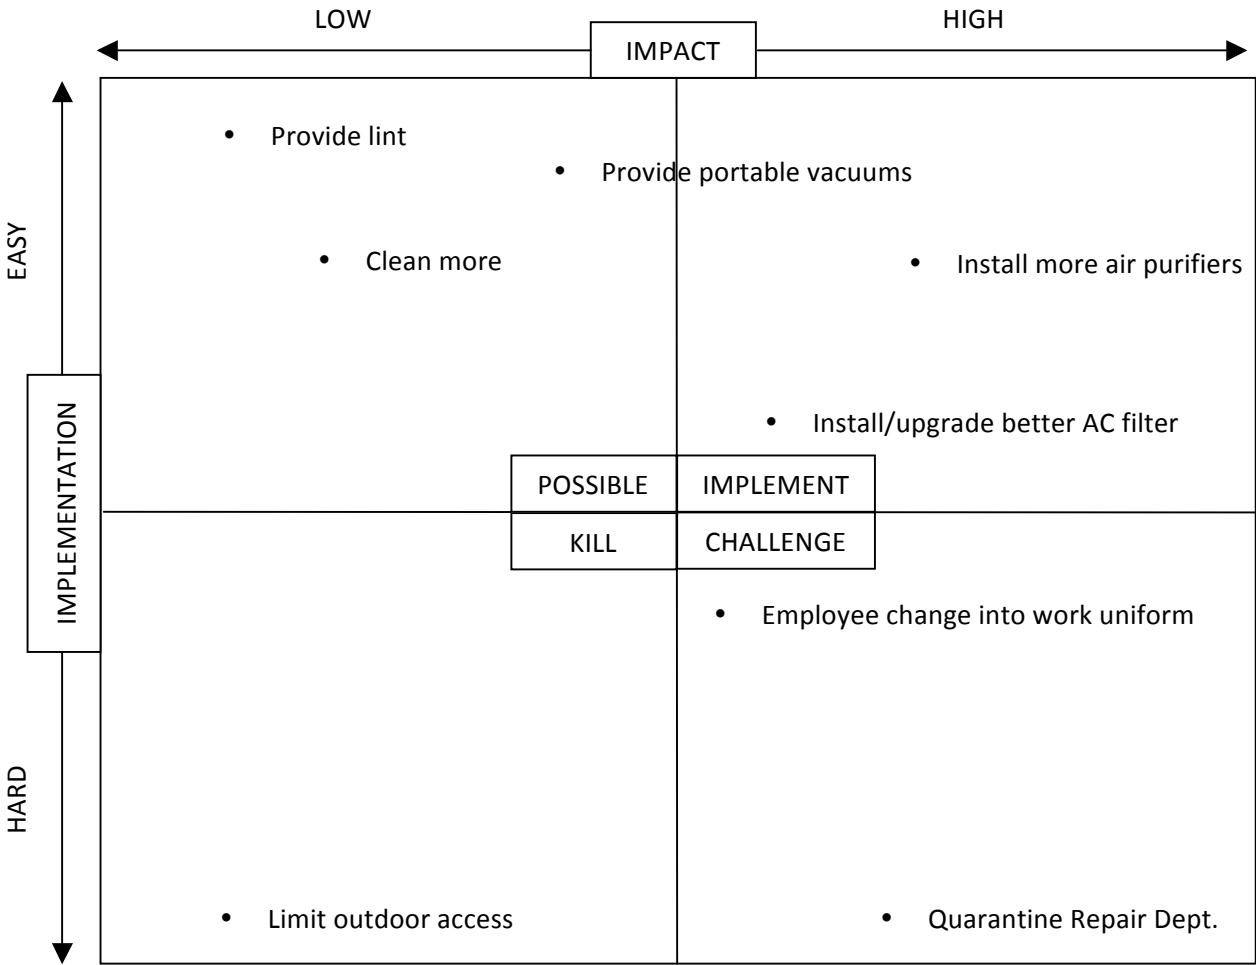 LOW
HIGH
IMPACT
• Provide lint
• Provide portable vacuums
EASY
• Clean more
• Install more air purifiers
• Install/upgrade better AC filter
IMPLEMENTATION
POSSIBLE
IMPLEMENT
KILL
CHALLENGE
• Employee change into work uniform
HARD
• Limit outdoor access
• Quarantine Repair Dept.